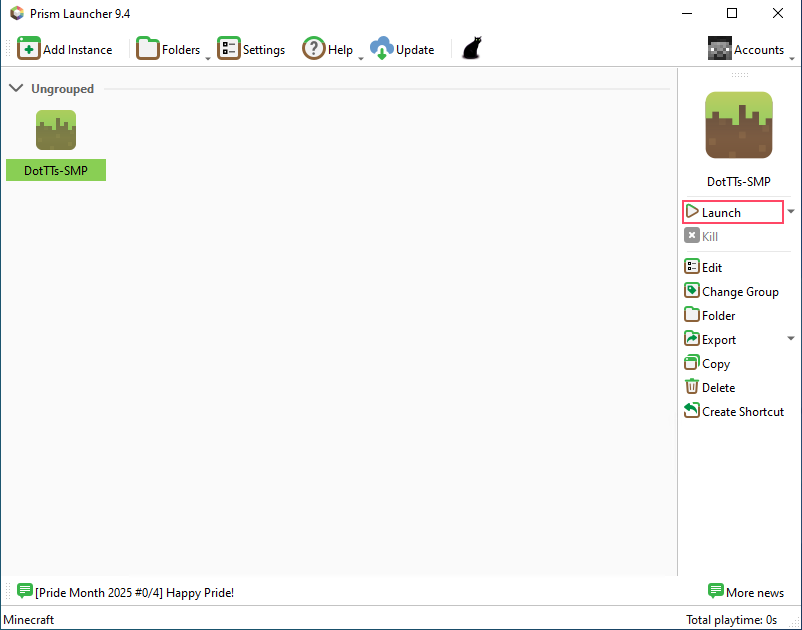 Prism Launcher 9.4
Add Instance
Folders
Settings
Help
Update
Accounts
Ungrouped
DotTTs-SMP
DotTTs-SMP
Launch
Kill
Edit
Change Group
Folder
Export
Copy
Delete
Create Shortcut
[Pride Month 2025 #0/4] Happy Pride!
More news
Minecraft
Total playtime: 0s